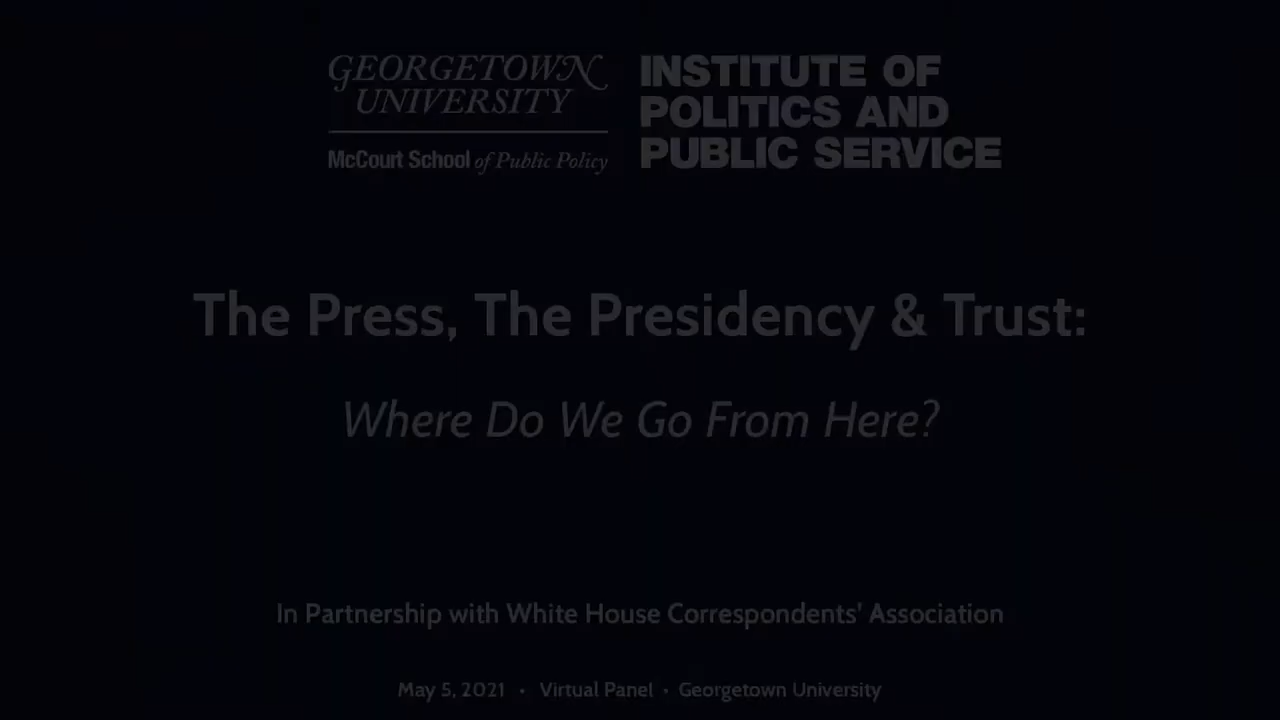 GEORGETOWN
UNIVERSITY
McCourt School of Public Policy
INSTITUTE OF
POLITICS AND
PUBLIC SERVICE
The Press, The Presidency & Trust:
Where Do We Go From Here?
In Partnership with White House Correspondents' Association
May 5, 2021 • Virtual Panel • Georgetown University